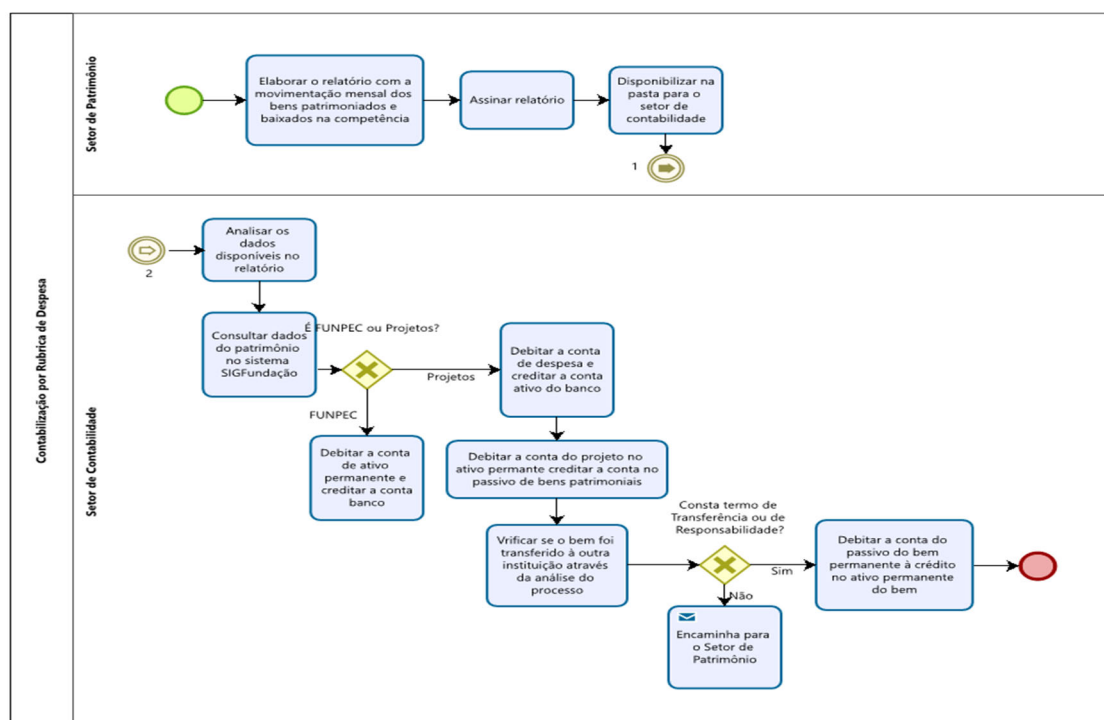 Contabilização por Rubrica de Despesa
Setor de Patrimônio
Elaborar o relatório com a
movimentação mensal dos
bens patrimoniados e
baixados na competência
Assinar relatório
Disponibilizar na
pasta para o
setor de
contabilidade
1
Setor de Contabilidade
2
Analisar os
dados
disponíveis no
relatório
Consultar dados
do patrimônio
no sistema
SIGFundação
É FUNPEC ou Projetos?
Projetos
FUNPEC
Debitar a conta
de ativo
permanente e
creditar a conta
banco
Debitar a conta
de despesa e
creditar a conta
ativo do banco
Debitar a conta do projeto no
ativo permante creditar a conta no
passivo de bens patrimoniais
Vrificar se o bem foi
transferido à outra
instituição através
da análise do
processo
Consta termo de
Transferência ou de
Responsabilidade?
Sim
Não
Encaminha para
o Setor de
Patrimônio
Debitar a conta do
passivo do bem
permanente à crédito
no ativo permanente
do bem